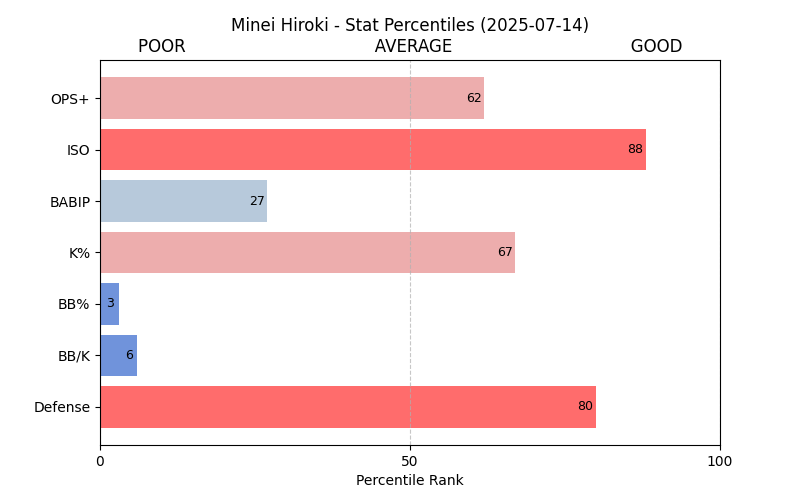 Minei Hiroki - Stat Percentiles (2025-07-14)
POOR AVERAGE GOOD
OPS+ 62
ISO 88
BABIP 27
K% 67
BB% 3
BB/K 6
Defense 80
0 50 100
Percentile Rank